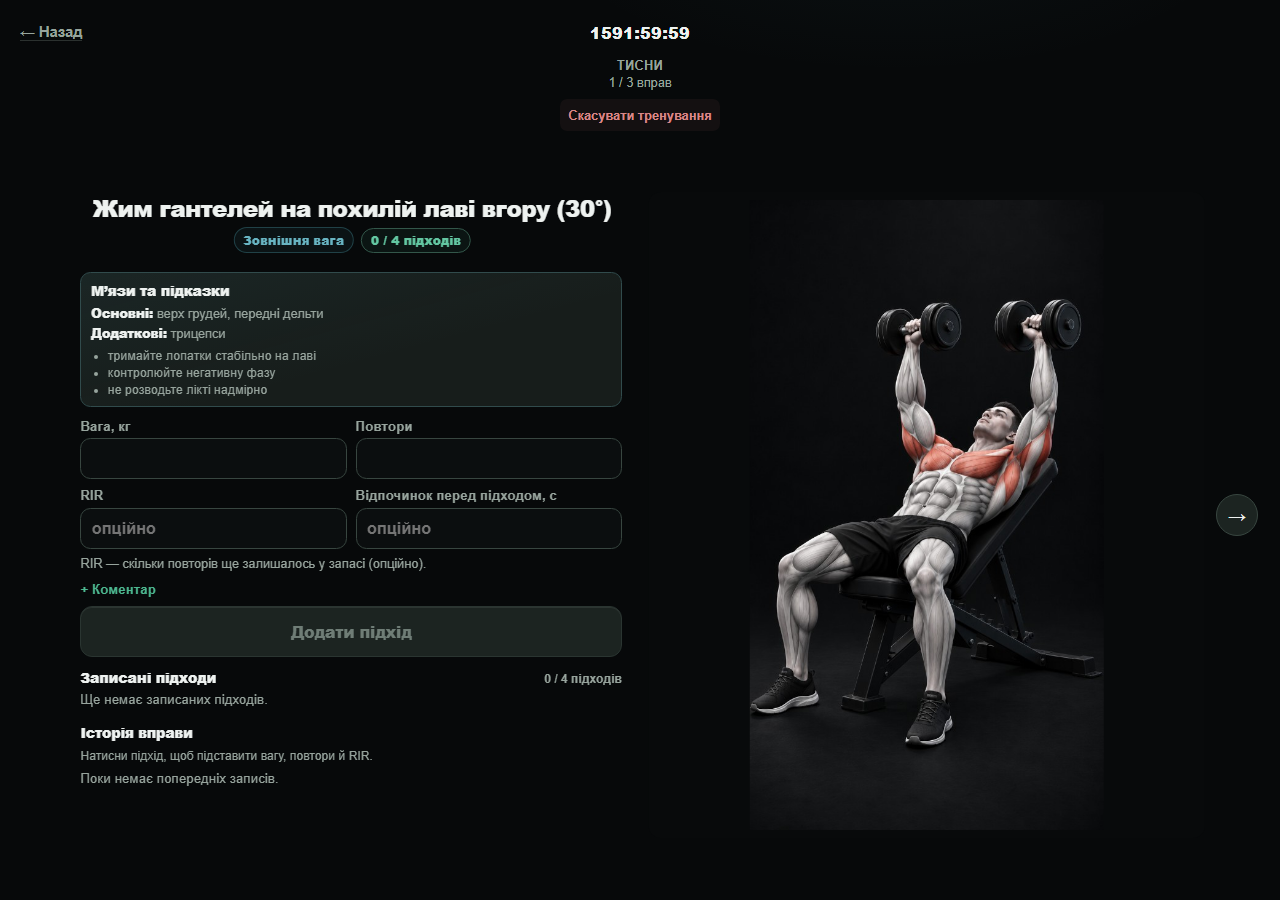 ← Назад
1591:59:59
ТИСНИ
1 / 3 вправ
Скасувати тренування
Жим гантелей на похилій лаві вгору (30°)
Зовнішня вага
0 / 4 підходів
М'язи та підказки
Основні: верх грудей, передні дельти
Додаткові: трицепси
• тримайте лопатки стабільно на лаві
• контролюйте негативну фазу
• не розводьте лікті надмірно
Вага, кг
Повтори
RIR
Відпочинок перед підходом, с
опційно
опційно
RIR — скільки повторів ще залишалось у запасі (опційно).
+ Коментар
Додати підхід
Записані підходи
0 / 4 підходів
Ще немає записаних підходів.
Історія вправи
Натисни підхід, щоб підставити вагу, повтори й RIR.
Поки немає попередніх записів.
→